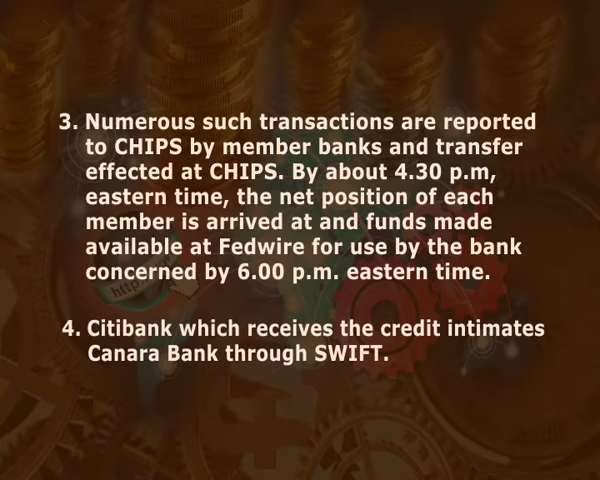 3. Numerous such transactions are reported
to CHIPS by member banks and transfer
effected at CHIPS. By about 4.30 p.m,
eastern time, the net position of each
member is arrived at and funds made
available at Fedwire for use by the bank
concerned by 6.00 p.m. eastern time.
4. Citibank which receives the credit intimates
Canara Bank through SWIFT.
http: